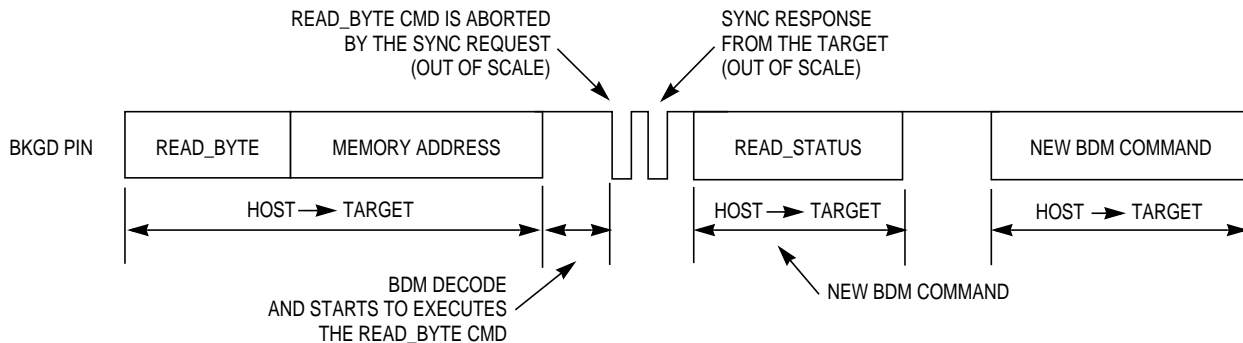 READ_BYTE CMD IS ABORTED
BY THE SYNC REQUEST
(OUT OF SCALE)
SYNC RESPONSE
FROM THE TARGET
(OUT OF SCALE)
BKGD PIN
READ_BYTE
MEMORY ADDRESS
READ_STATUS
NEW BDM COMMAND
HOST
TARGET
HOST
TARGET
HOST
TARGET
BDM DECODE
AND STARTS TO EXECUTES
THE READ_BYTE CMD
NEW BDM COMMAND